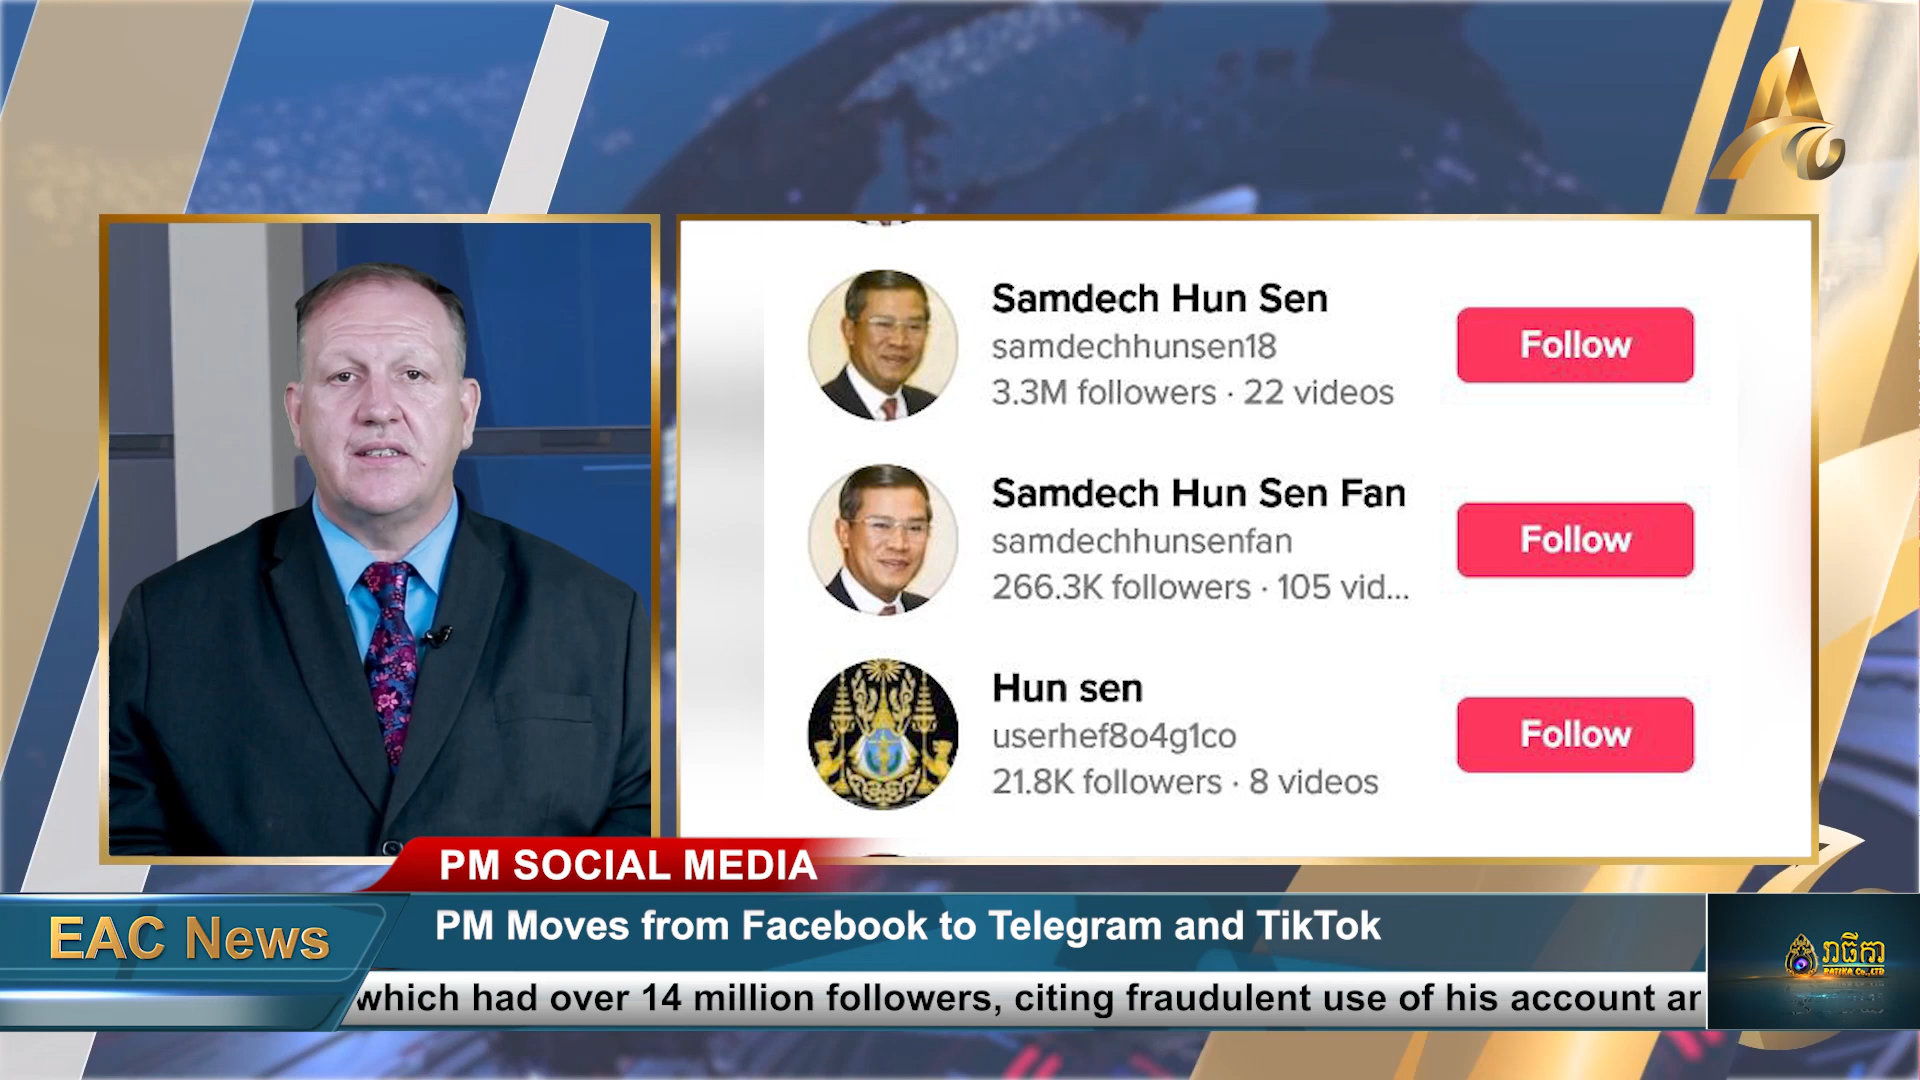 Samdech Hun Sen
samdechhunsen18
3.3M followers · 22 videos
Follow
Samdech Hun Sen Fan
samdechhunsenfan
266.3K followers · 105 vid...
Follow
Hun sen
userhef8o4g1co
21.8K followers · 8 videos
Follow
PM SOCIAL MEDIA
EAC News
PM Moves from Facebook to Telegram and TikTok
which had over 14 million followers, citing fraudulent use of his account ar
រាធីកា
RATIKA Co.,LTD